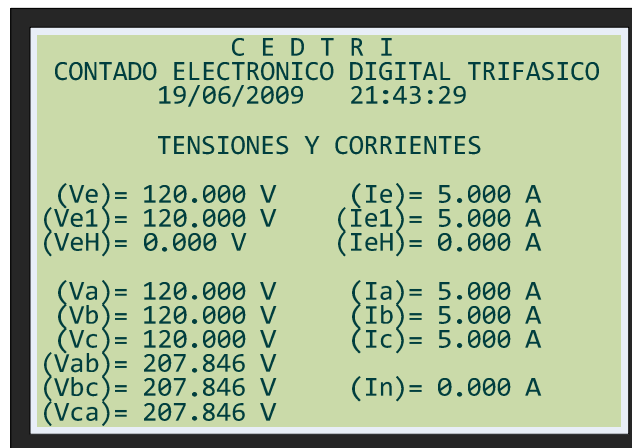 C E D T R I
CONTADO ELECTRONICO DIGITAL TRIFASICO
19/06/2009 21:43:29
TENSIONES Y CORRIENTES
(Ve)= 120.000 V (Ie)= 5.000 A
(Ve1)= 120.000 V (Ie1)= 5.000 A
(VeH)= 0.000 V (IeH)= 0.000 A
(Va)= 120.000 V (Ia)= 5.000 A
(Vb)= 120.000 V (Ib)= 5.000 A
(Vc)= 120.000 V (Ic)= 5.000 A
(Vab)= 207.846 V
(Vbc)= 207.846 V (In)= 0.000 A
(Vca)= 207.846 V